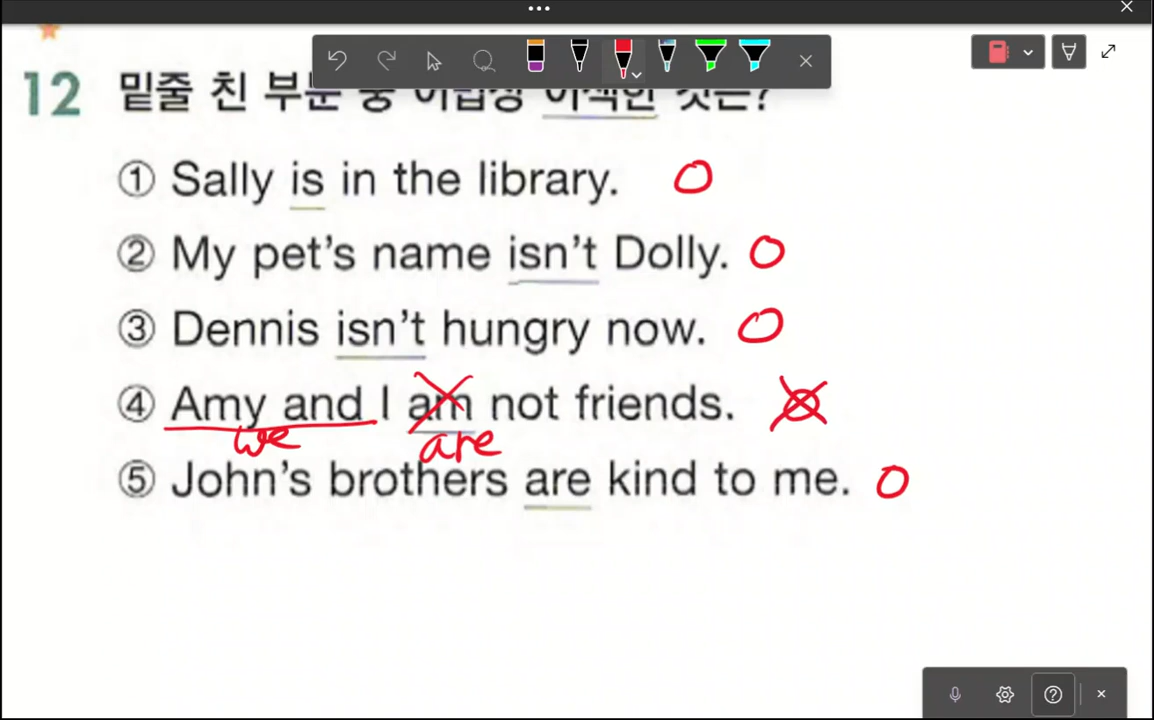 12 밑줄 친 부분 중 어법상 어색한 것은?
① Sally is in the library.
② My pet's name isn't Dolly.
③ Dennis isn't hungry now.
④ Amy and I am not friends.
we are
⑤ John's brothers are kind to me.